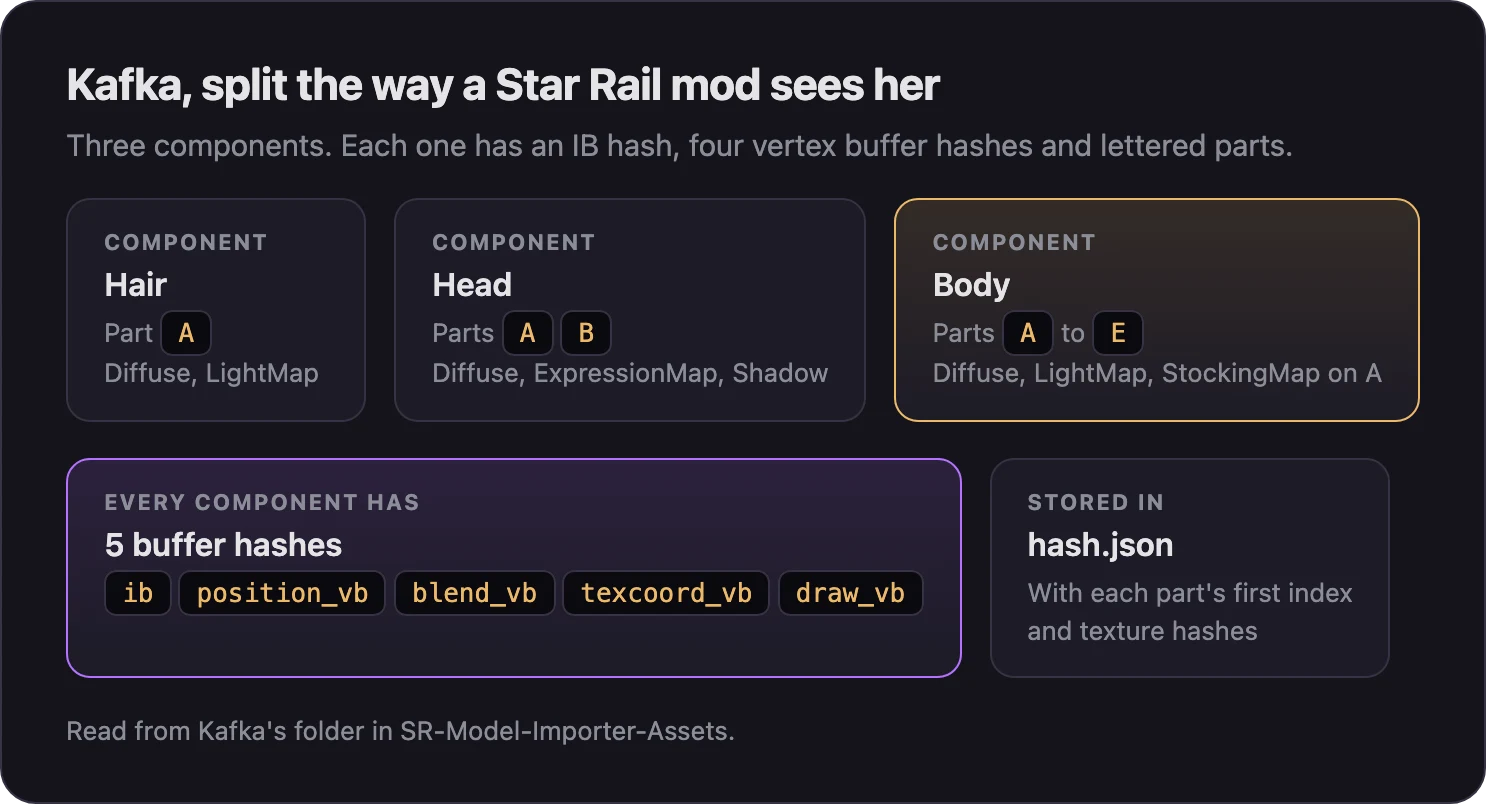 Kafka, split the way a Star Rail mod sees her
Three components. Each one has an IB hash, four vertex buffer hashes and lettered parts.
COMPONENT
Hair
Part A
Diffuse, LightMap
COMPONENT
Head
Parts A B
Diffuse, ExpressionMap, Shadow
COMPONENT
Body
Parts A to E
Diffuse, LightMap, StockingMap on A
EVERY COMPONENT HAS
5 buffer hashes
ib position_vb blend_vb texcoord_vb draw_vb
STORED IN
hash.json
With each part's first index
and texture hashes
Read from Kafka's folder in SR-Model-Importer-Assets.